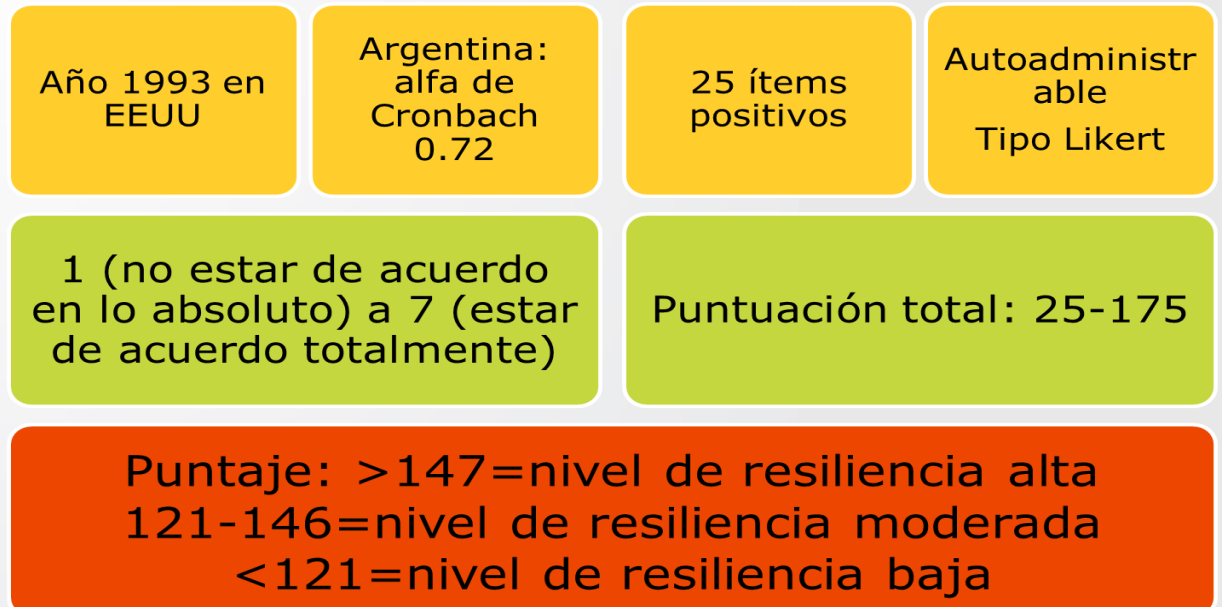 Año 1993 en
EEUU
Argentina:
alfa de
Cronbach
0.72
25 ítems
positivos
Autoadministr
able
Tipo Likert
1 (no estar de acuerdo
en lo absoluto) a 7 (estar
de acuerdo totalmente)
Puntuación total: 25-175
Puntaje: >147=nivel de resiliencia alta
121-146=nivel de resiliencia moderada
<121=nivel de resiliencia baja